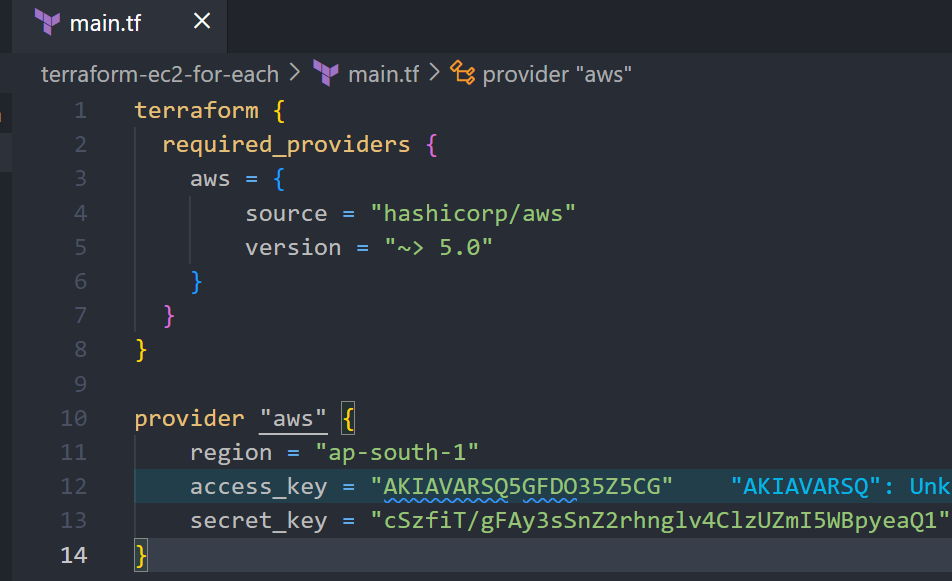 main.tf ×
terraform-ec2-for-each > main.tf > provider "aws"
1 terraform {
2 required_providers {
3 aws = {
4 source = "hashicorp/aws"
5 version = "~> 5.0"
6 }
7 }
8 }
9
10 provider "aws" {
11 region = "ap-south-1"
12 access_key = "AKIAVARSQ5GFDO35Z5CG" "AKIAVARSQ": Unk
13 secret_key = "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"
14 }